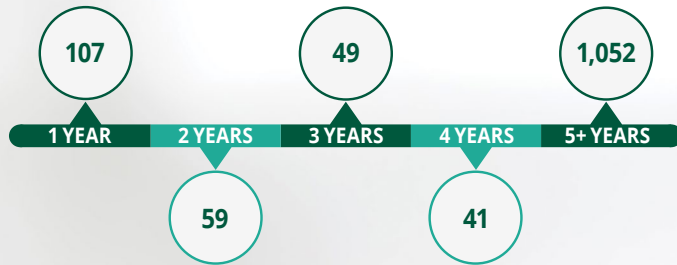 107
49
1,052
1 YEAR
2 YEARS
3 YEARS
4 YEARS
5+ YEARS
59
41